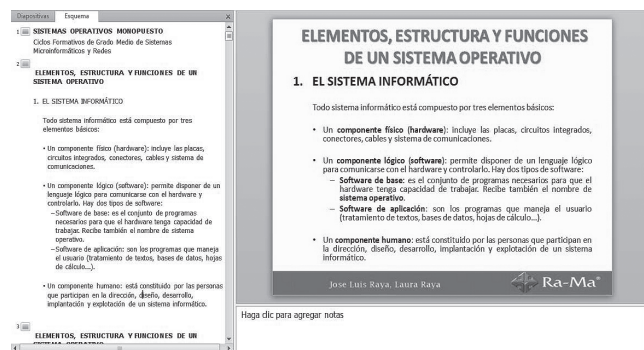 Diapositivas Esquema
1 SISTEMAS OPERATIVOS MONOPUESTO
Ciclos Formativos de Grado Medio de Sistemas
Microinformáticos y Redes
2
ELEMENTOS, ESTRUCTURA Y FUNCIONES DE UN
SISTEMA OPERATIVO
1. EL SISTEMA INFORMÁTICO
Todo sistema informático está compuesto por tres
elementos básicos:
• Un componente físico (hardware): incluye las placas,
circuitos integrados, conectores, cables y sistema de
comunicaciones.
• Un componente lógico (software): permite disponer de un
lenguaje lógico para comunicarse con el hardware y
controlarlo. Hay dos tipos de software:
–Software de base: es el conjunto de programas
necesarios para que el hardware tenga capacidad de
trabajar. Recibe también el nombre de sistema
operativo.
–Software de aplicación: son los programas que maneja
el usuario (tratamiento de textos, bases de datos, hojas
de cálculo...).
• Un componente humano: está constituido por las personas
que participan en la dirección, diseño, desarrollo,
implantación y explotación de un sistema informático.
3
ELEMENTOS, ESTRUCTURA Y FUNCIONES DE UN
SISTEMA OPERATIVO
ELEMENTOS, ESTRUCTURA Y FUNCIONES
DE UN SISTEMA OPERATIVO
1. EL SISTEMA INFORMÁTICO
Todo sistema informático está compuesto por tres elementos básicos:
• Un componente físico (hardware): incluye las placas, circuitos integrados,
conectores, cables y sistema de comunicaciones.
• Un componente lógico (software): permite disponer de un lenguaje lógico
para comunicarse con el hardware y controlarlo. Hay dos tipos de software:
– Software de base: es el conjunto de programas necesarios para que el
hardware tenga capacidad de trabajar. Recibe también el nombre de
sistema operativo.
– Software de aplicación: son los programas que maneja el usuario
(tratamiento de textos, bases de datos, hojas de cálculo...).
• Un componente humano: está constituido por las personas que participan en
la dirección, diseño, desarrollo, implantación y explotación de un sistema
informático.
Jose Luis Raya, Laura Raya
Ra-Ma®
Haga clic para agregar notas